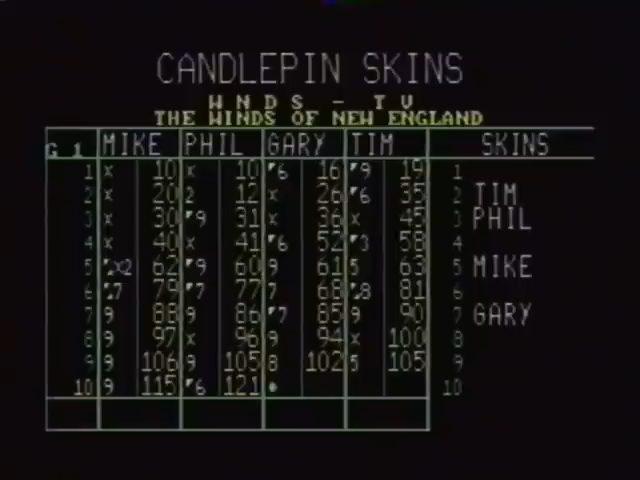 CANDLEPIN SKINS
WNDS - TV
THE WINDS OF NEW ENGLAND
G 1 MIKE PHIL GARY TIM SKINS
1 x 10 x 10 6 16 9 19 1
2 x 20 2 12 x 26 6 35 2 TIM
3 x 30 9 31 x 36 x 45 3 PHIL
4 x 40 x 41 6 52 3 58 4
5 x2 62 9 60 9 61 5 63 5 MIKE
6 7 79 7 77 7 68 8 81 6
7 9 88 9 86 7 85 9 90 7 GARY
8 9 97 x 96 9 94 x 100 8
9 9 106 9 105 8 102 5 105 9
10 9 115 6 121 10